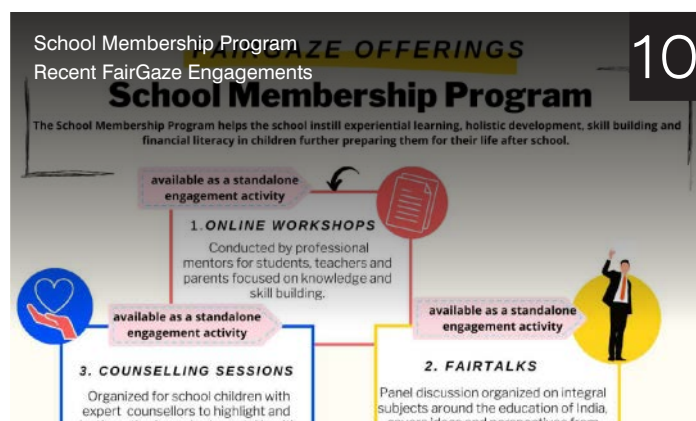 School Membership Program
Recent FairGaze Engagements
10
FAIRGAZE OFFERINGS
School Membership Program
The School Membership Program helps the school instill experiential learning, holistic development, skill building and
financial literacy in children further preparing them for their life after school.
available as a standalone
engagement activity
1. ONLINE WORKSHOPS
Conducted by professional
mentors for students, teachers and
parents focused on knowledge and
skill building.
available as a standalone
engagement activity
3. COUNSELLING SESSIONS
Organized for school children with
expert counsellors to highlight and
available as a standalone
engagement activity
2. FAIRTALKS
Panel discussion organized on integral
subjects around the education of India,